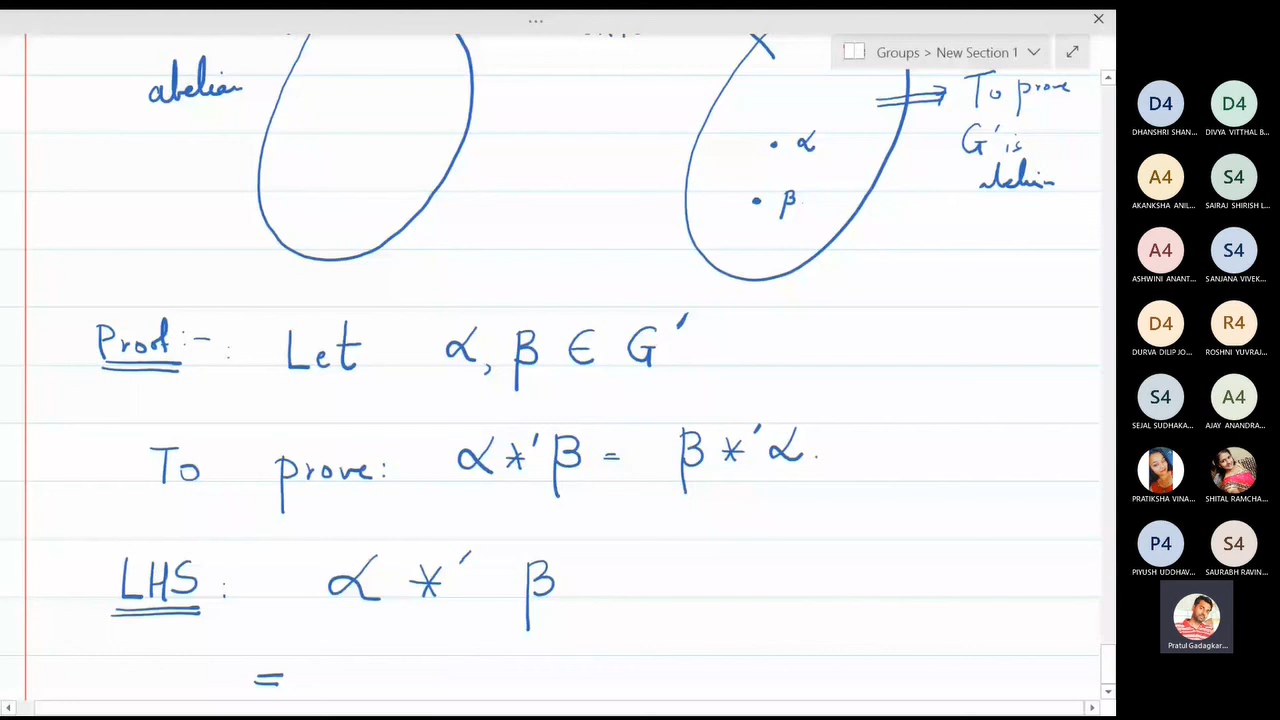 Groups > New Section 1
abelian
To prove
G' is
abelian
α
β
Proof :-
Let α, β ∈ G'
To prove: α *' β = β *' α.
LHS : α *' β
=
D4 D4
DHANSHRI SHAN... DIVYA VITTHAL B...
A4 S4
AKANKSHA ANIL... SAIRAJ SHIRISH L...
A4 S4
ASHWINI ANANT... SANJANA VIVEK...
D4 R4
DURVA DILIP JO... ROSHNI YUVRAJ...
S4 A4
SEJAL SUDHAKA... AJAY ANANDRA...
PRATIKSHA VINA... SHITAL RAMCHA...
P4 S4
PIYUSH UDDHAV... SAURABH RAVIN...
Pratul Gadagkar...